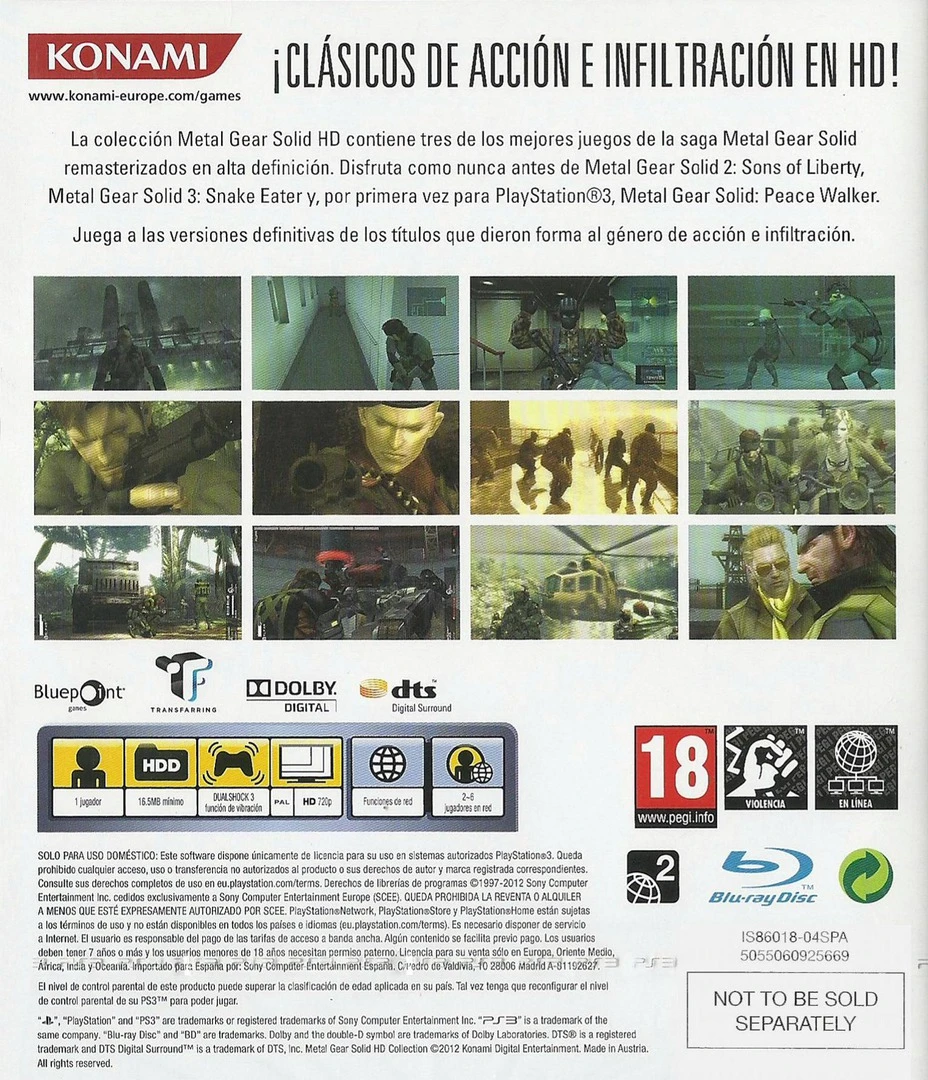 KONAMI
www.konami-europe.com/games
¡CLÁSICOS DE ACCIÓN E INFILTRACIÓN EN HD!
La colección Metal Gear Solid HD contiene tres de los mejores juegos de la saga Metal Gear Solid
remasterizados en alta definición. Disfruta como nunca antes de Metal Gear Solid 2: Sons of Liberty,
Metal Gear Solid 3: Snake Eater y, por primera vez para PlayStation®3, Metal Gear Solid: Peace Walker.
Juega a las versiones definitivas de los títulos que dieron forma al género de acción e infiltración.
Bluepoint
games
TRANSFARRING
DOLBY
DIGITAL
dts
Digital Surround
HDD
1 jugador
16.5MB mínimo
DUALSHOCK 3
función de vibración
PAL
HD 720p
Funciones de red
2-6
jugadores en red
18
www.pegi.info
VIOLENCIA
EN LÍNEA
SOLO PARA USO DOMÉSTICO: Este software dispone únicamente de licencia para su uso en sistemas autorizados PlayStation®3. Queda
prohibido cualquier acceso, uso o transferencia no autorizados al producto o sus derechos de autor y marca registrada correspondientes.
Consulte sus derechos completos de uso en eu.playstation.com/terms. Derechos de librerías de programas ©1997-2012 Sony Computer
Entertainment Inc. cedidos exclusivamente a Sony Computer Entertainment Europe (SCEE). QUEDA PROHIBIDA LA REVENTA O ALQUILER
A MENOS QUE ESTÉ EXPRESAMENTE AUTORIZADO POR SCEE. PlayStation®Network, PlayStation®Store y PlayStation®Home están sujetas
a los términos de uso y no están disponibles en todos los países e idiomas (eu.playstation.com/terms). Es necesario disponer de servicio
a Internet. El usuario es responsable del pago de las tarifas de acceso a banda ancha. Algún contenido se facilita previo pago. Los usuarios
deben tener 7 años o más y los usuarios menores de 18 años necesitan permiso paterno. Licencia para su venta sólo en Europa, Oriente Medio,
África, India y Oceanía. Importado para España por: Sony Computer Entertainment España. C/ Pedro de Valdivia, 10 28006 Madrid A-81192627.
El nivel de control parental de este producto puede superar la clasificación de edad aplicada en su país. Tal vez tenga que reconfigurar el nivel
de control parental de su PS3™ para poder jugar.
“ ”, “PlayStation” and “PS3” are trademarks or registered trademarks of Sony Computer Entertainment Inc. “PS3” is a trademark of the
same company. “Blu-ray Disc” and “BD” are trademarks. Dolby and the double-D symbol are trademarks of Dolby Laboratories. DTS® is a registered
trademark and DTS Digital Surround™ is a trademark of DTS, Inc. Metal Gear Solid HD Collection ©2012 Konami Digital Entertainment. Made in Austria.
All rights reserved.
2
Blu-ray Disc™
IS86018-04SPA
5055060925669
NOT TO BE SOLD
SEPARATELY